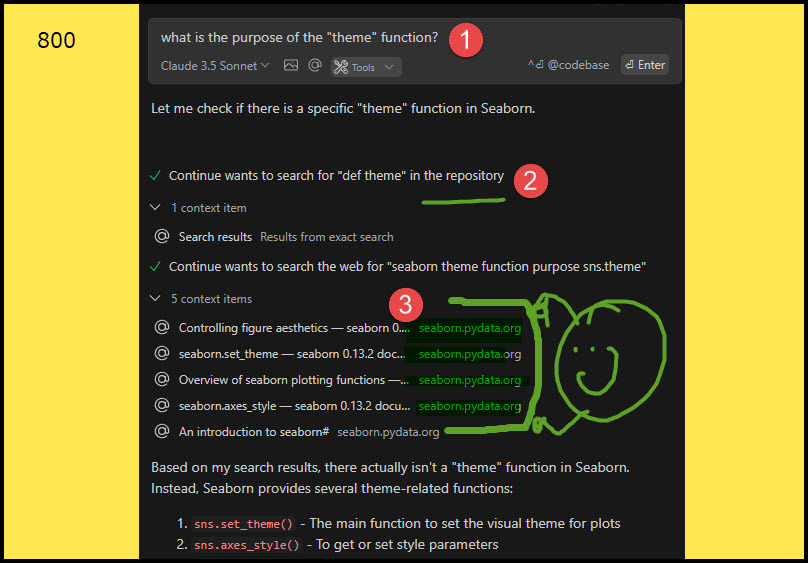 800
what is the purpose of the "theme" function? 1
Claude 3.5 Sonnet @ Tools ^⏎ @codebase ⏎ Enter
Let me check if there is a specific "theme" function in Seaborn.
Continue wants to search for "def theme" in the repository 2
1 context item
@ Search results Results from exact search
Continue wants to search the web for "seaborn theme function purpose sns.theme"
5 context items 3
@ Controlling figure aesthetics — seaborn 0.... seaborn.pydata.org
@ seaborn.set_theme — seaborn 0.13.2 doc... seaborn.pydata.org
@ Overview of seaborn plotting functions —... seaborn.pydata.org
@ seaborn.axes_style — seaborn 0.13.2 docu... seaborn.pydata.org
@ An introduction to seaborn# seaborn.pydata.org
Based on my search results, there actually isn't a "theme" function in Seaborn.
Instead, Seaborn provides several theme-related functions:
1. sns.set_theme() - The main function to set the visual theme for plots
2. sns.axes_style() - To get or set style parameters